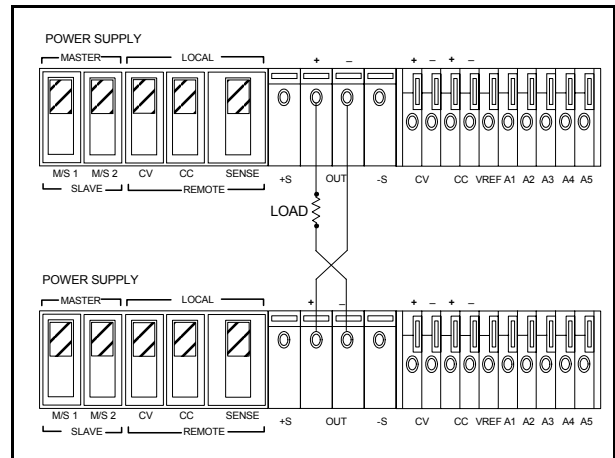 POWER SUPPLY
MASTER LOCAL + – + – + –
M/S 1 M/S 2 CV CC SENSE +S OUT -S CV CC VREF A1 A2 A3 A4 A5
SLAVE REMOTE
LOAD
POWER SUPPLY
MASTER LOCAL + – + – + –
M/S 1 M/S 2 CV CC SENSE +S OUT -S CV CC VREF A1 A2 A3 A4 A5
SLAVE REMOTE